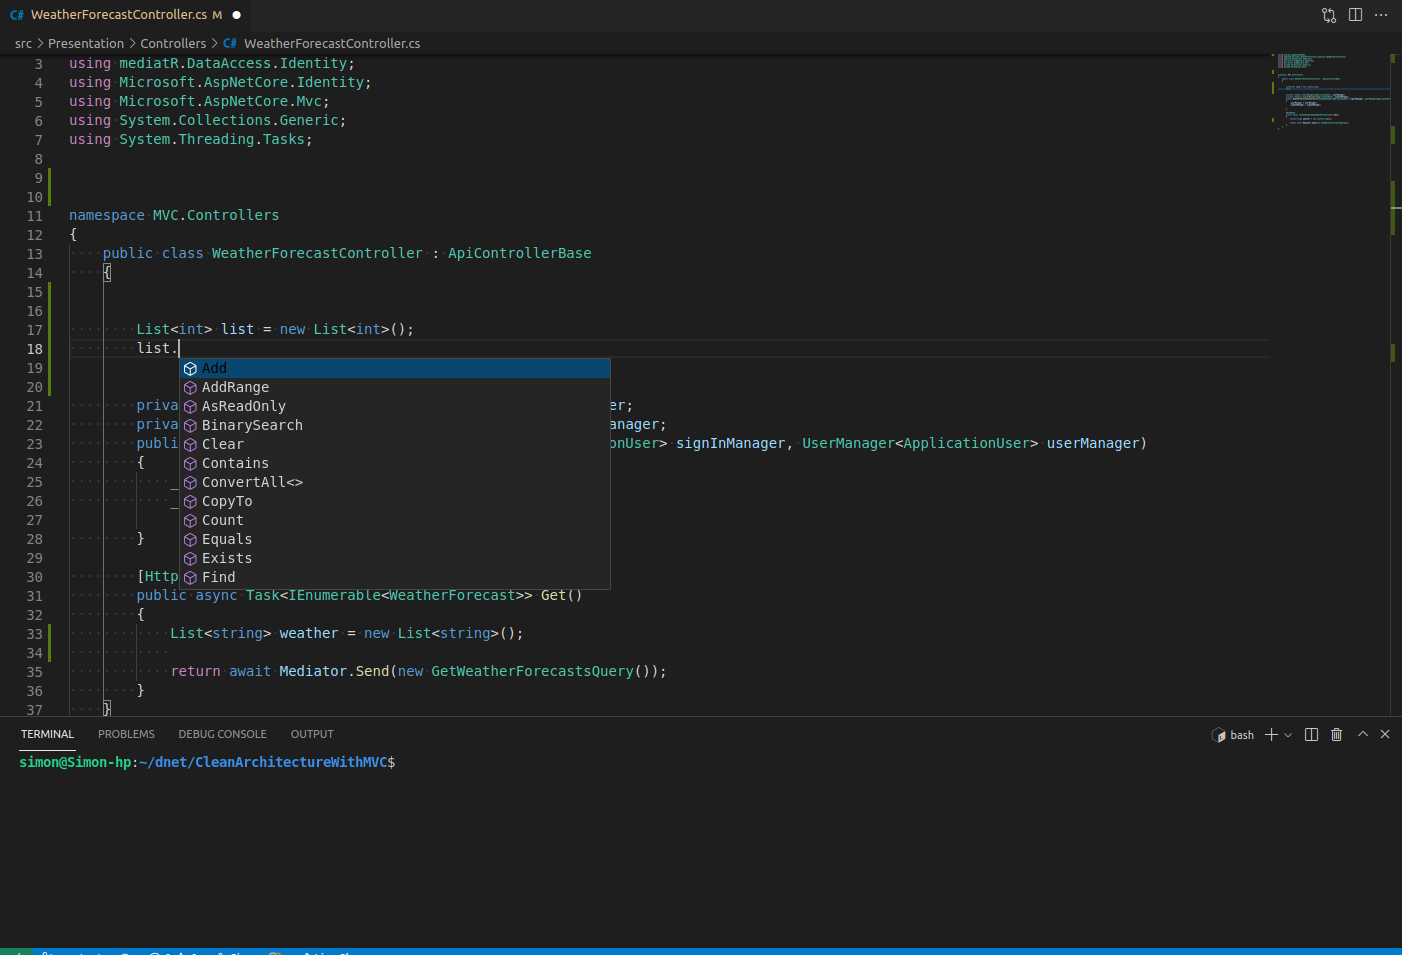 WeatherForecastController.cs M
src > Presentation > Controllers > WeatherForecastController.cs
3 using mediatR.DataAccess.Identity;
4 using Microsoft.AspNetCore.Identity;
5 using Microsoft.AspNetCore.Mvc;
6 using System.Collections.Generic;
7 using System.Threading.Tasks;
8
9
10
11 namespace MVC.Controllers
12 {
13 public class WeatherForecastController : ApiControllerBase
14 {
15
16
17 List<int> list = new List<int>();
18 list.
19 Add
20 AddRange
AsReadOnly
21 priva er;
BinarySearch
22 priva anager;
Clear
23 publi onUser> signInManager, UserManager<ApplicationUser> userManager)
Contains
24 {
ConvertAll<>
25 _
CopyTo
26 _
Count
27
Equals
28 }
Exists
29
Find
30 [Http
31 public async Task<IEnumerable<WeatherForecast>> Get()
32 {
33 List<string> weather = new List<string>();
34
35 return await Mediator.Send(new GetWeatherForecastsQuery());
36 }
37 }
TERMINAL PROBLEMS DEBUG CONSOLE OUTPUT bash
simon@Simon-hp:~/dnet/CleanArchitectureWithMVC$